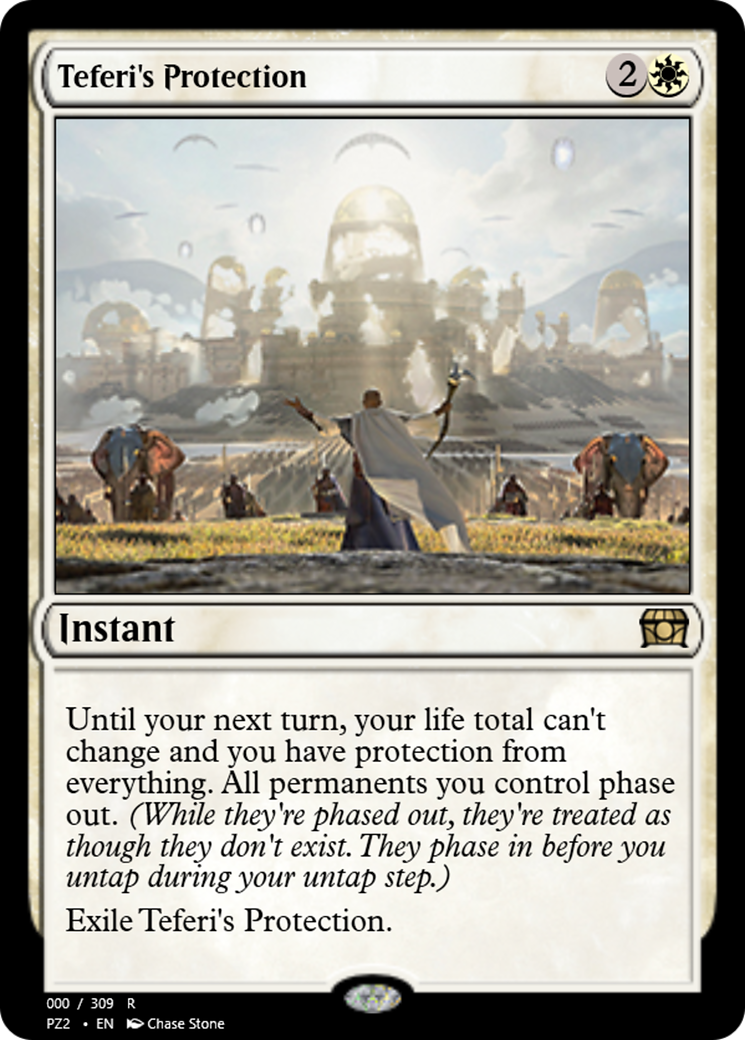 Teferi's Protection 2
Instant
Until your next turn, your life total can't
change and you have protection from
everything. All permanents you control phase
out. (While they're phased out, they're treated as
though they don't exist. They phase in before you
untap during your untap step.)
Exile Teferi's Protection.
000 / 309 R
PZ2 • EN Chase Stone